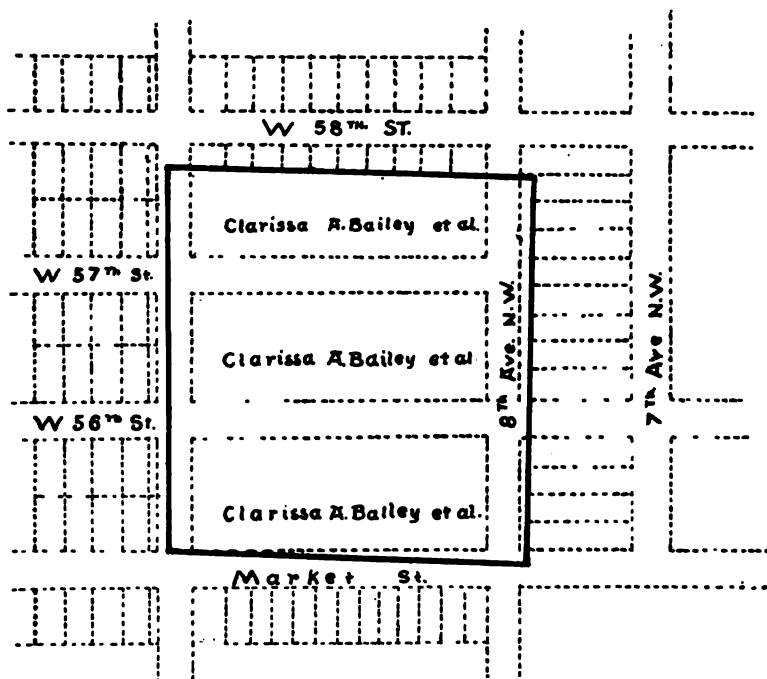 W 58TH. ST.
Clarissa A. Bailey et al.
W 57TH St.
8TH Ave. N.W.
7TH Ave N.W.
Clarissa A. Bailey et al
W 56TH St.
Clarissa A. Bailey et al.
Market St.